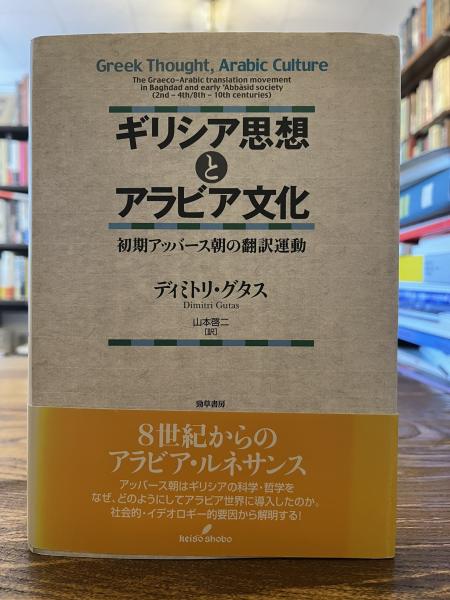 Greek Thought, Arabic Culture
The Graeco-Arabic translation movement
in Baghdad and early 'Abbāsid society
(2nd – 4th/8th – 10th centuries)
ギリシア思想
と
アラビア文化
初期アッバース朝の翻訳運動
ディミトリ・グタス
Dimitri Gutas
山本啓二
[訳]
勁草書房
8世紀からの
アラビア・ルネサンス
アッバース朝はギリシアの科学・哲学を
なぜ、どのようにしてアラビア世界に導入したのか。
社会的・イデオロギー的要因から解明する!
keiso shobo